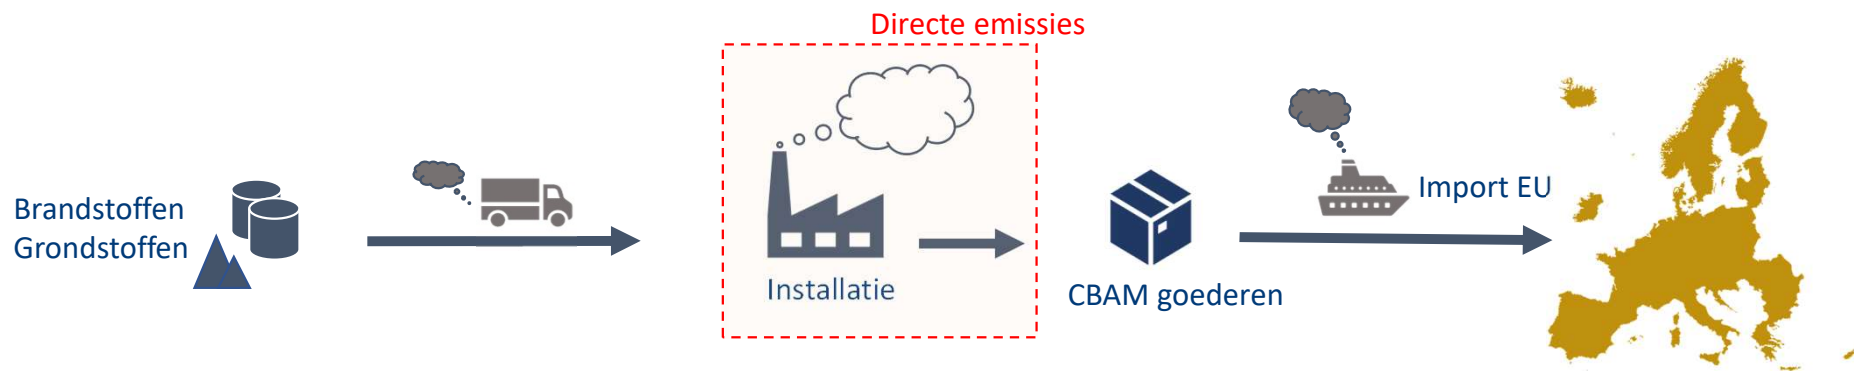 Directe emissies
Brandstoffen
Grondstoffen
Installatie
CBAM goederen
Import EU